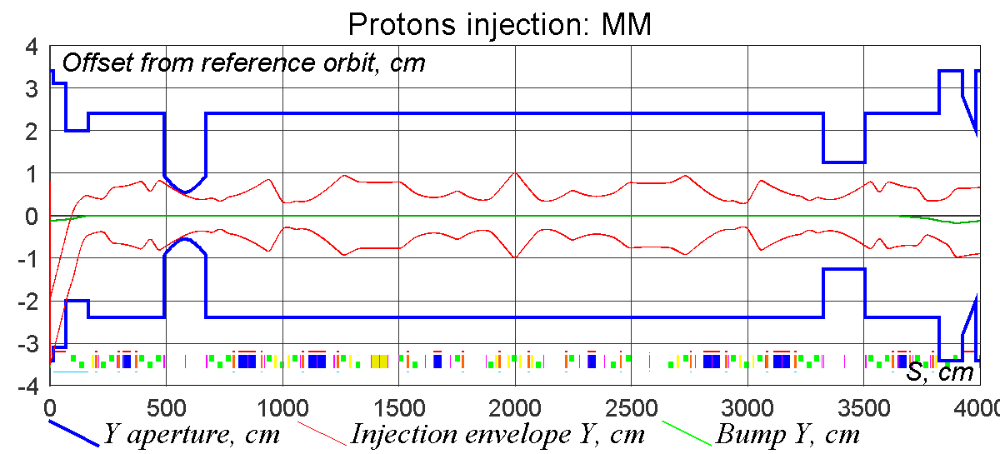 Protons injection: MM
Offset from reference orbit, cm
4
3
2
1
0
-1
-2
-3
-4
S, cm
0 500 1000 1500 2000 2500 3000 3500 4000
Y aperture, cm Injection envelope Y, cm Bump Y, cm